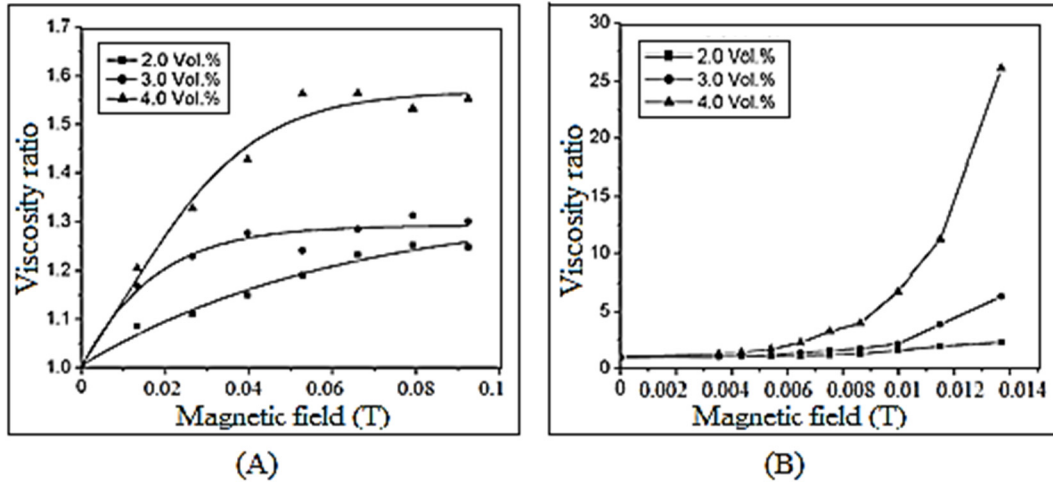 1.7
1.6
1.5
1.4
1.3
1.2
1.1
1.0
Viscosity ratio
2.0 Vol.%
3.0 Vol.%
4.0 Vol.%
0 0.02 0.04 0.06 0.08 0.1
Magnetic field (T)
(A)
30
25
20
15
10
5
0
Viscosity ratio
2.0 Vol.%
3.0 Vol.%
4.0 Vol.%
0 0.002 0.004 0.006 0.008 0.01 0.012 0.014
Magnetic field (T)
(B)